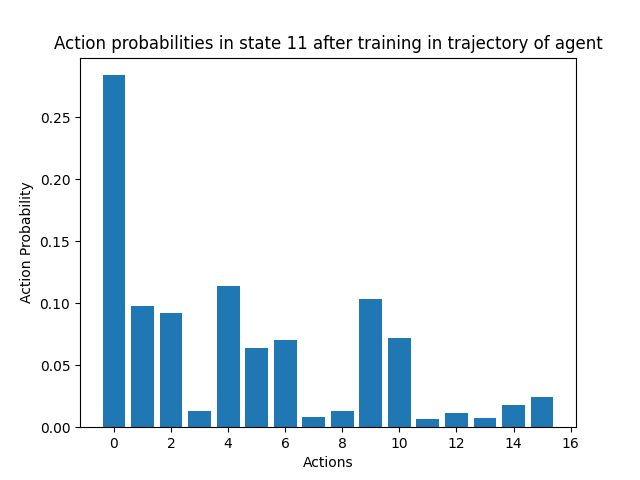 Action probabilities in state 11 after training in trajectory of agent
0.25
0.20
0.15
0.10
0.05
0.00
Action Probability
0 2 4 6 8 10 12 14 16
Actions